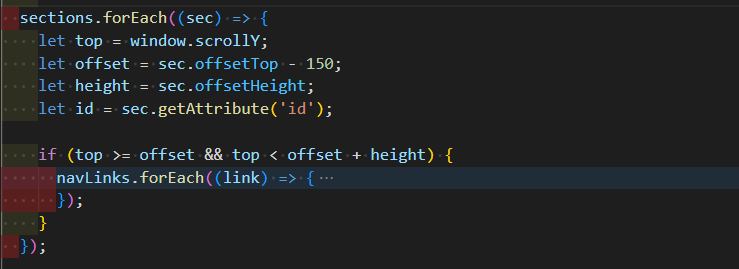 sections.forEach((sec) => {
let top = window.scrollY;
let offset = sec.offsetTop - 150;
let height = sec.offsetHeight;
let id = sec.getAttribute('id');
if (top >= offset && top < offset + height) {
navLinks.forEach((link) => { ⋯
});
}
});